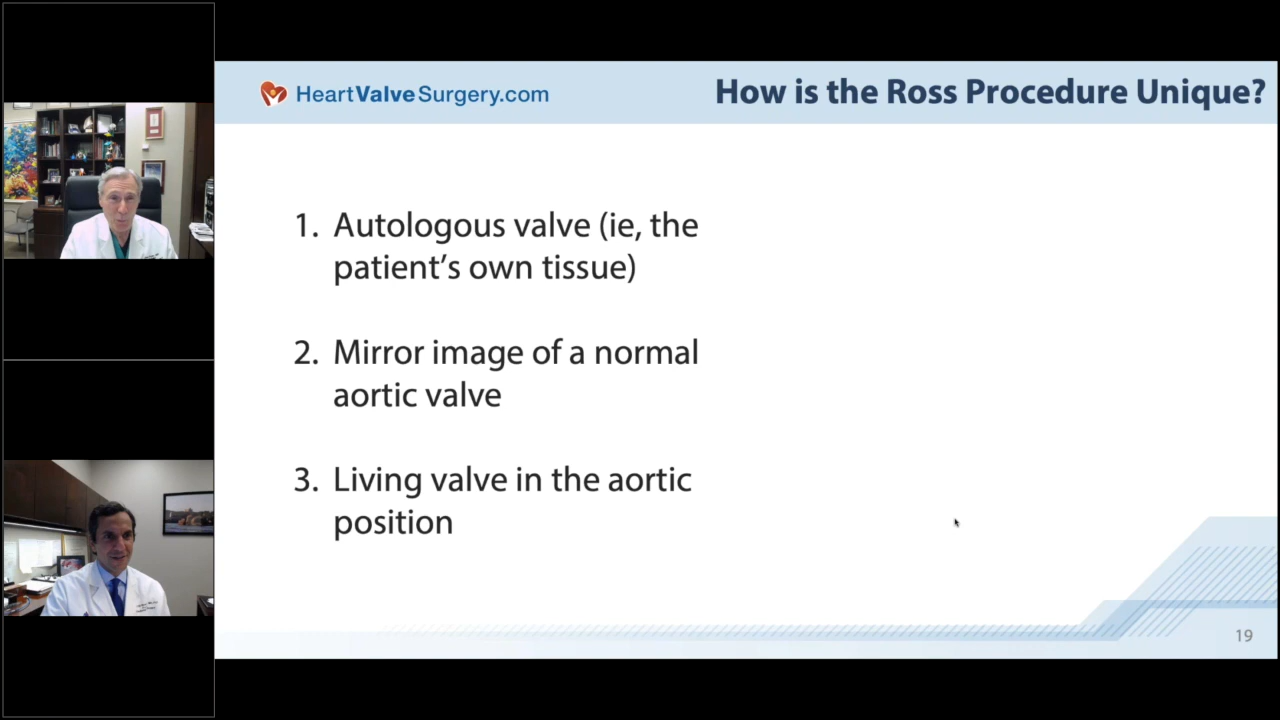 HeartValveSurgery.com
How is the Ross Procedure Unique?
1. Autologous valve (ie, the
patient's own tissue)
2. Mirror image of a normal
aortic valve
3. Living valve in the aortic
position
19